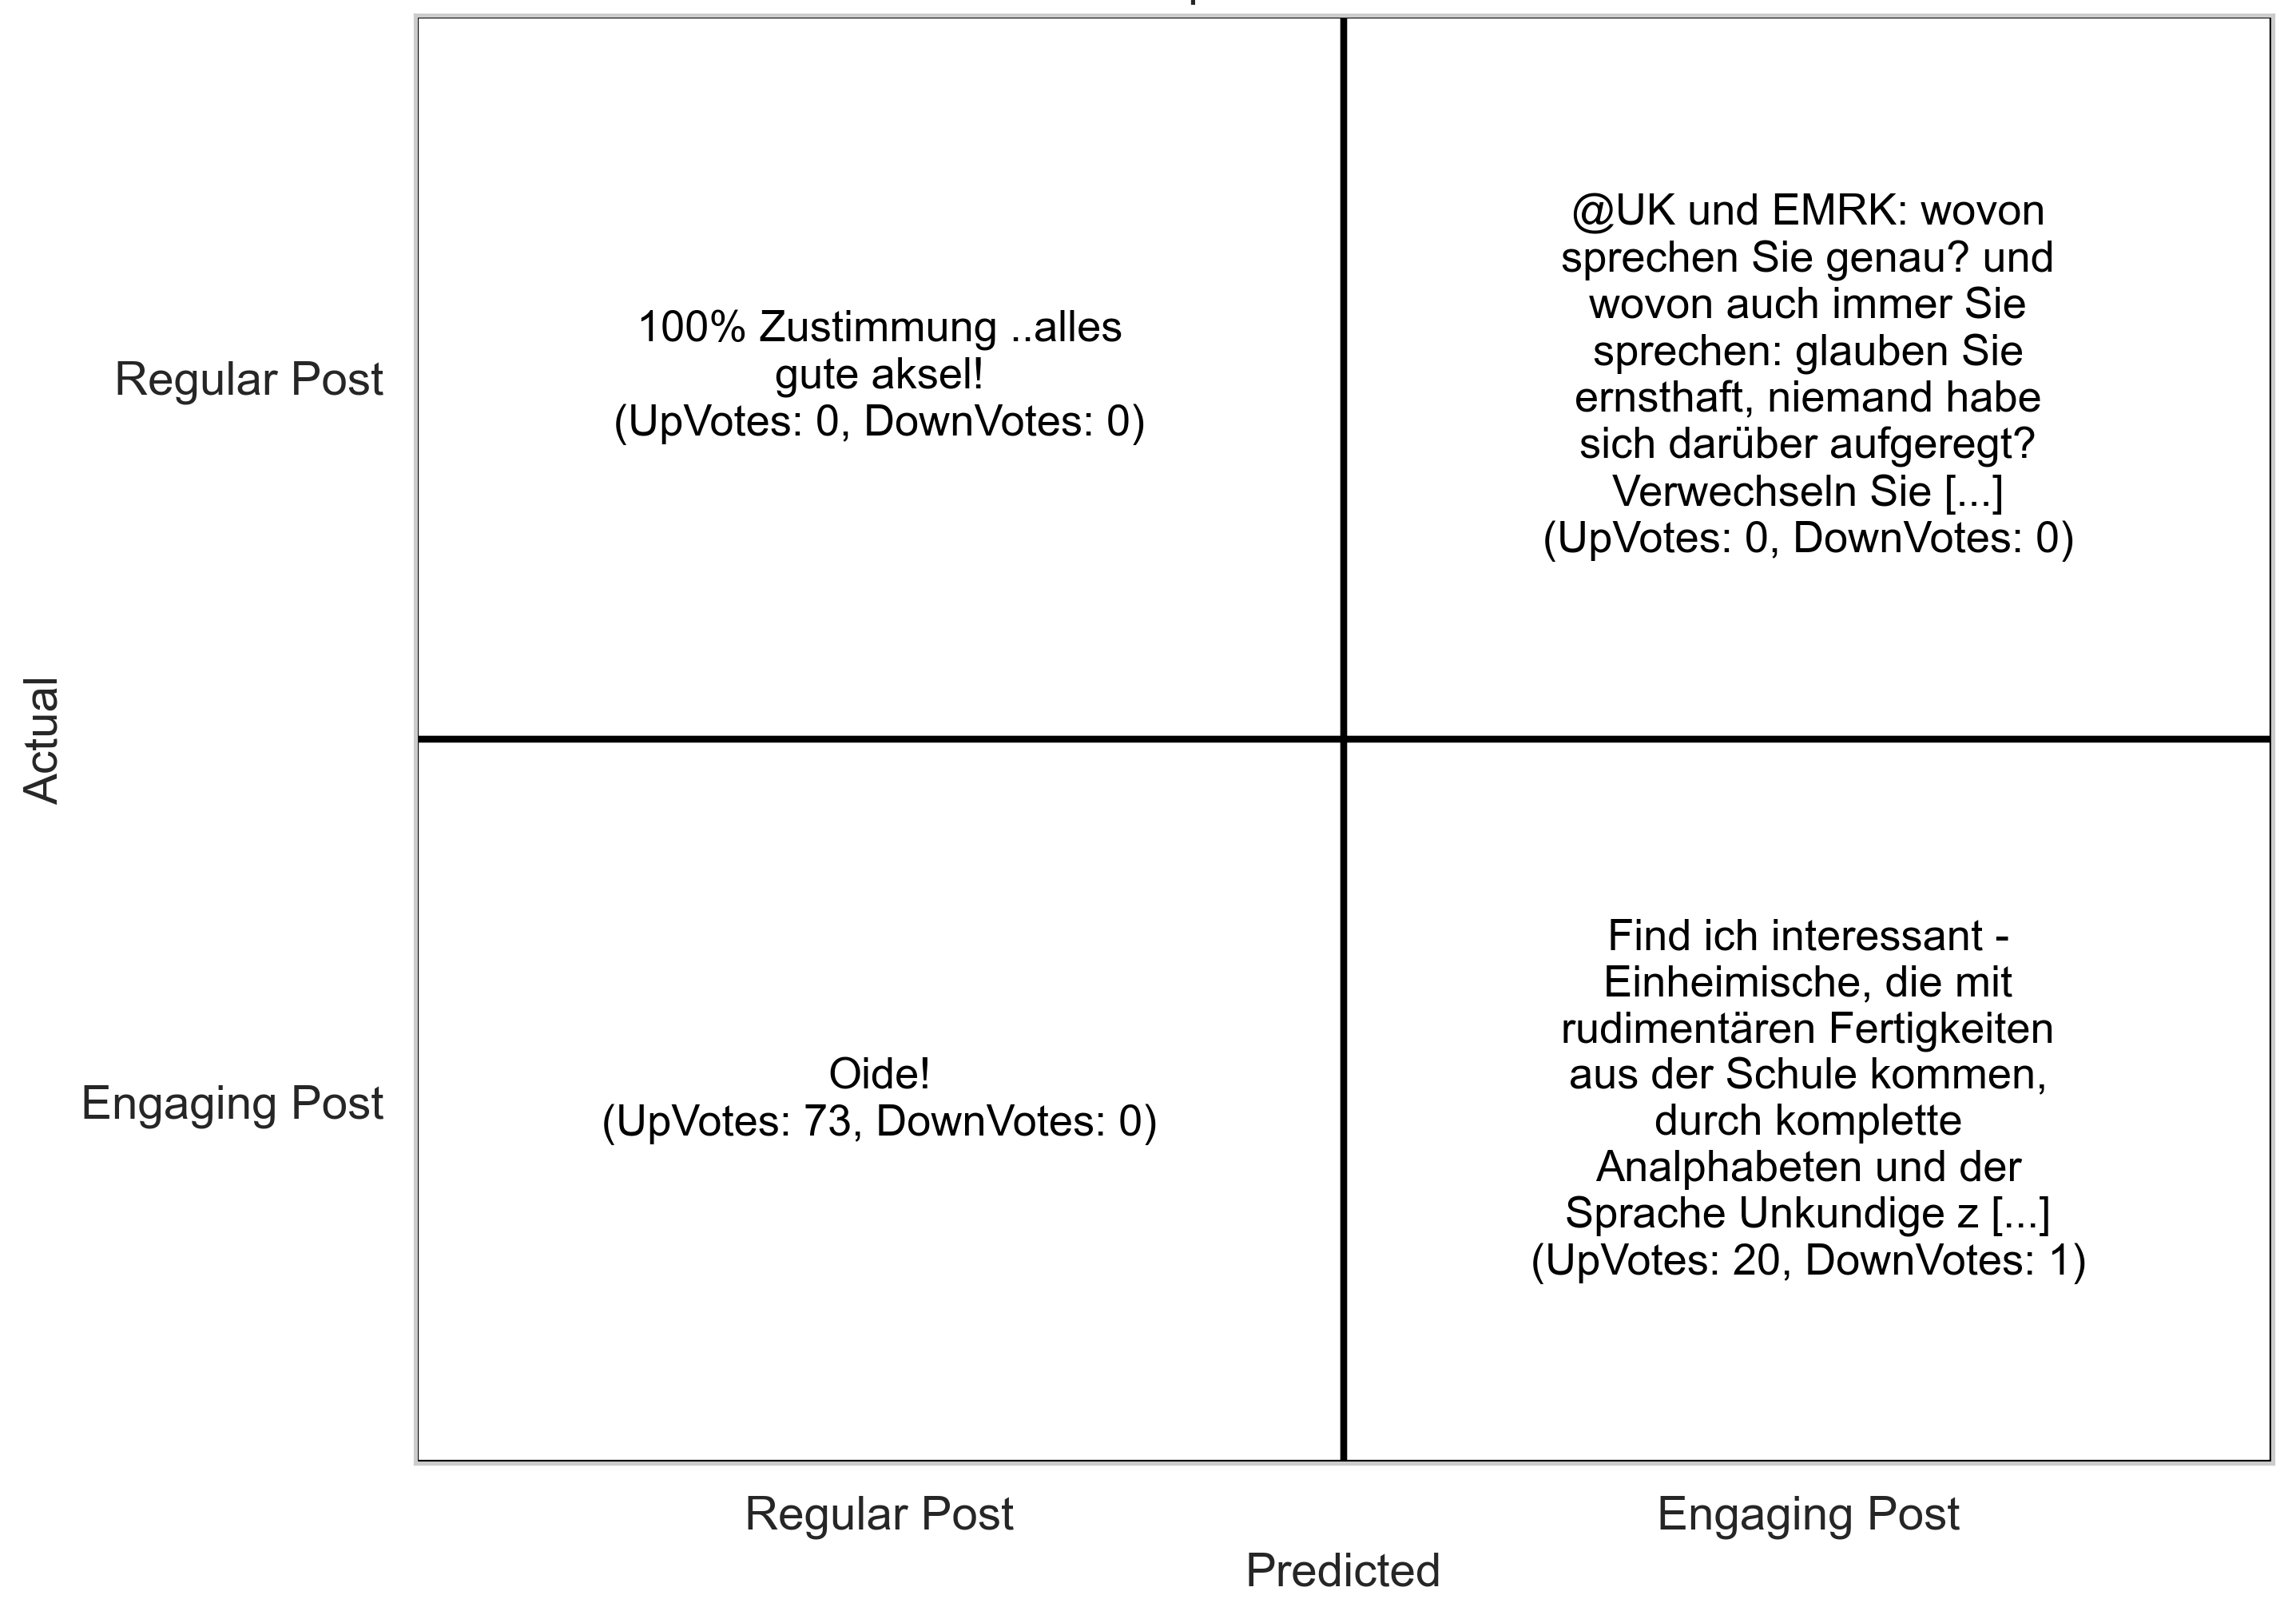 100% Zustimmung ..alles
gute aksel!
(UpVotes: 0, DownVotes: 0)
@UK und EMRK: wovon
sprechen Sie genau? und
wovon auch immer Sie
sprechen: glauben Sie
ernsthaft, niemand habe
sich darüber aufgeregt?
Verwechseln Sie [...]
(UpVotes: 0, DownVotes: 0)
Regular Post
Actual
Engaging Post
Oide!
(UpVotes: 73, DownVotes: 0)
Find ich interessant -
Einheimische, die mit
rudimentären Fertigkeiten
aus der Schule kommen,
durch komplette
Analphabeten und der
Sprache Unkundige z [...]
(UpVotes: 20, DownVotes: 1)
Regular Post
Engaging Post
Predicted